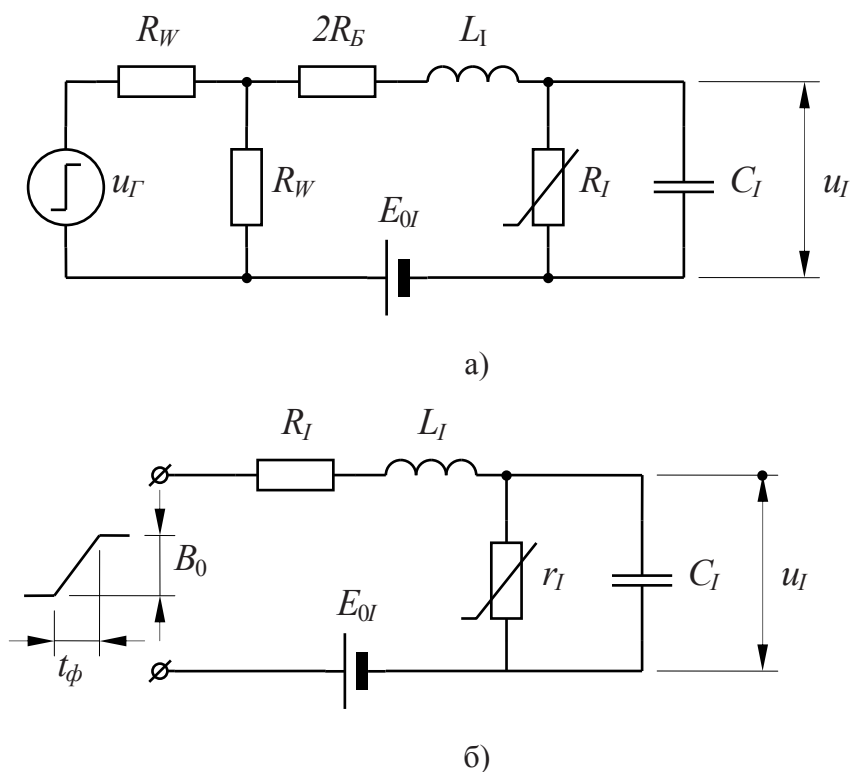 R_W 2R_Б L_I
u_Г R_W R_I C_I u_I
E_0I
а)
R_I L_I
B_0 r_I C_I u_I
E_0I
t_ф
б)